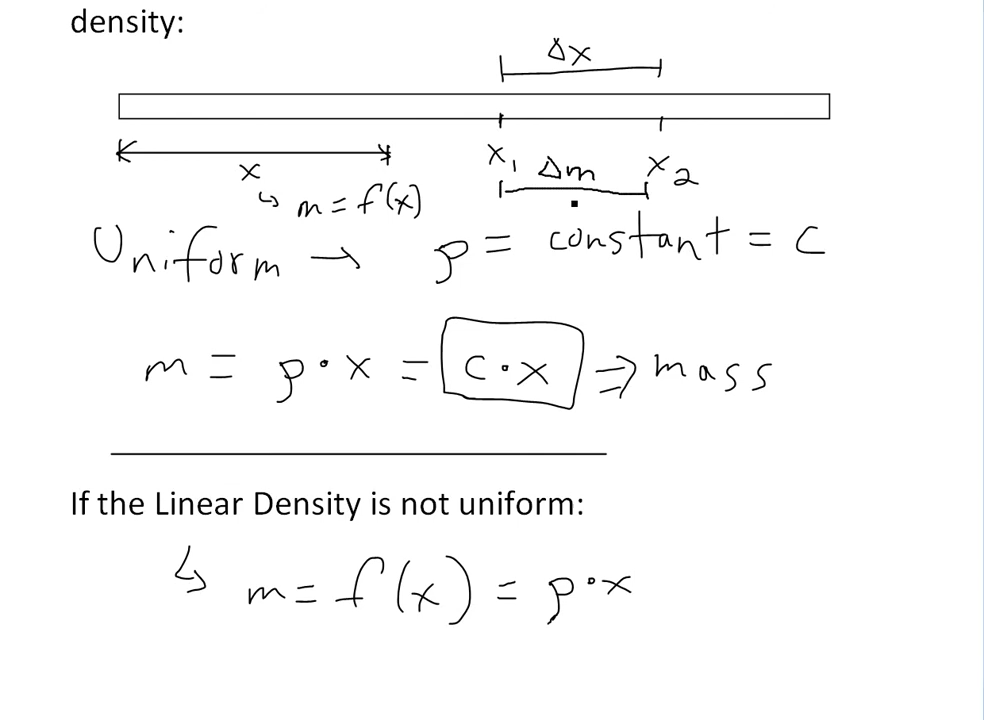 density:
Δx
x
x₁ Δm x₂
↳ m = f(x)
Uniform → ρ = constant = c
m = ρ·x = c·x ⇒ mass
If the Linear Density is not uniform:
↳ m = f(x) = ρ·x